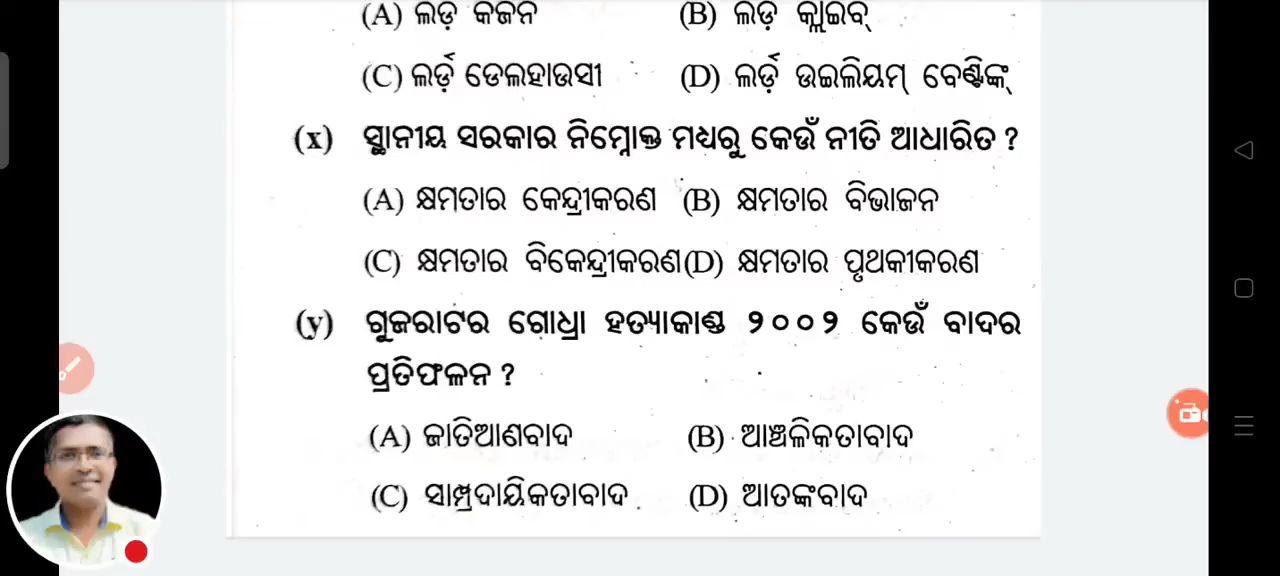 (A) ଲର୍ଡ଼ କର୍ଜନ (B) ଲର୍ଡ଼ କ୍ଲାଇବ୍
(C) ଲର୍ଡ଼ ଡେଲହାଉସୀ (D) ଲର୍ଡ଼ ଉଇଲିୟମ୍ ବେଣ୍ଟିଙ୍କ୍
(x) ସ୍ଥାନୀୟ ସରକାର ନିମ୍ନୋକ୍ତ ମଧ୍ୟରୁ କେଉଁ ନୀତି ଆଧାରିତ ?
(A) କ୍ଷମତାର କେନ୍ଦ୍ରୀକରଣ (B) କ୍ଷମତାର ବିଭାଜନ
(C) କ୍ଷମତାର ବିକେନ୍ଦ୍ରୀକରଣ (D) କ୍ଷମତାର ପୃଥକୀକରଣ
(y) ଗୁଜରାଟର ଗୋଧ୍ରା ହତ୍ୟାକାଣ୍ଡ ୨୦୦୨ କେଉଁ ବାଦର
ପ୍ରତିଫଳନ ?
(A) ଜାତିଆଣବାଦ (B) ଆଞ୍ଚଳିକତାବାଦ
(C) ସାମ୍ପ୍ରଦାୟିକତାବାଦ (D) ଆତଙ୍କବାଦ